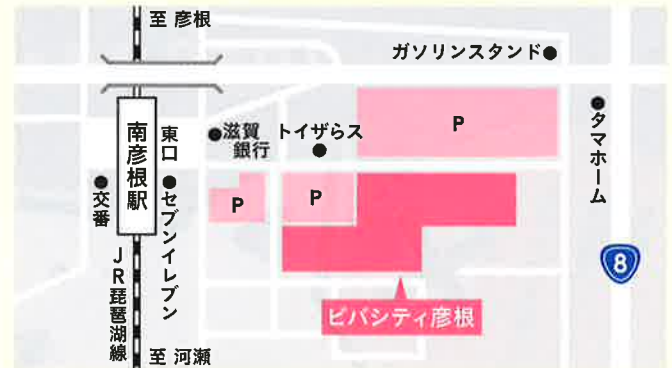 至 彦根
ガソリンスタンド
P
タマホーム
南彦根駅
東口
滋賀
銀行
トイザらス
交番
セブンイレブン
P
P
8
JR琵琶湖線
ビバシティ彦根
至 河瀬